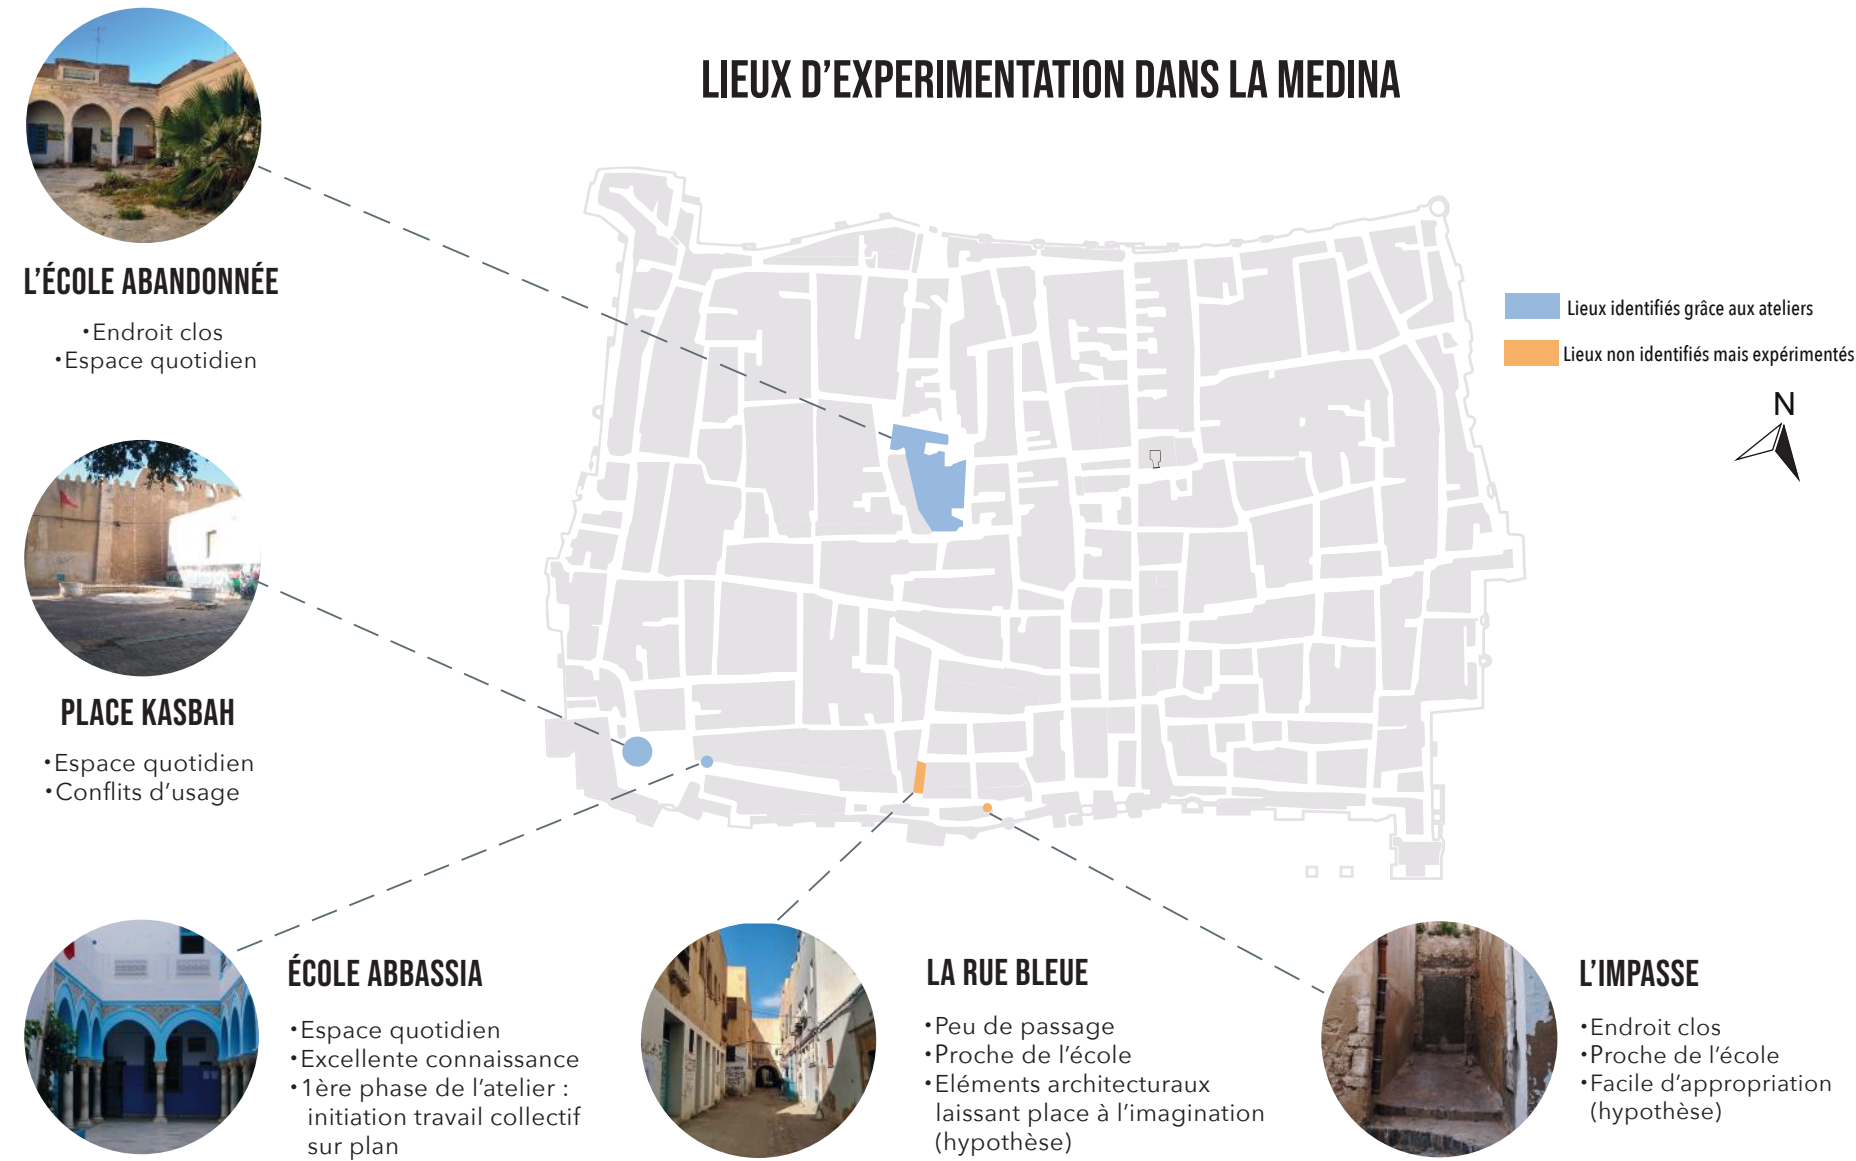 LIEUX D'EXPERIMENTATION DANS LA MEDINA
L'ÉCOLE ABANDONNÉE
•Endroit clos
•Espace quotidien
Lieux identifiés grâce aux ateliers
Lieux non identifiés mais expérimentés
N
PLACE KASBAH
•Espace quotidien
•Conflits d'usage
ÉCOLE ABBASSIA
•Espace quotidien
•Excellente connaissance
•1ère phase de l'atelier :
initiation travail collectif
sur plan
LA RUE BLEUE
•Peu de passage
•Proche de l'école
•Eléments architecturaux
laissant place à l'imagination
(hypothèse)
L'IMPASSE
•Endroit clos
•Proche de l'école
•Facile d'appropriation
(hypothèse)